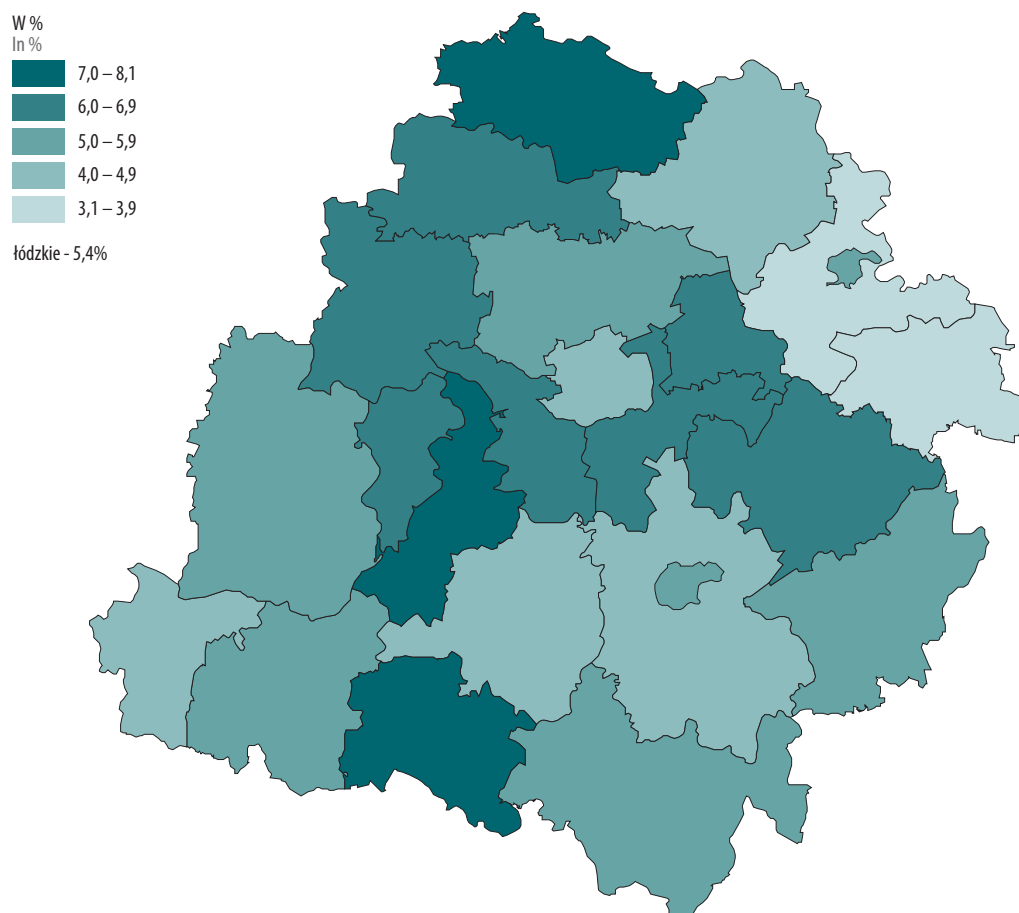 W %
In %
7,0 – 8,1
6,0 – 6,9
5,0 – 5,9
4,0 – 4,9
3,1 – 3,9
łódzkie - 5,4%